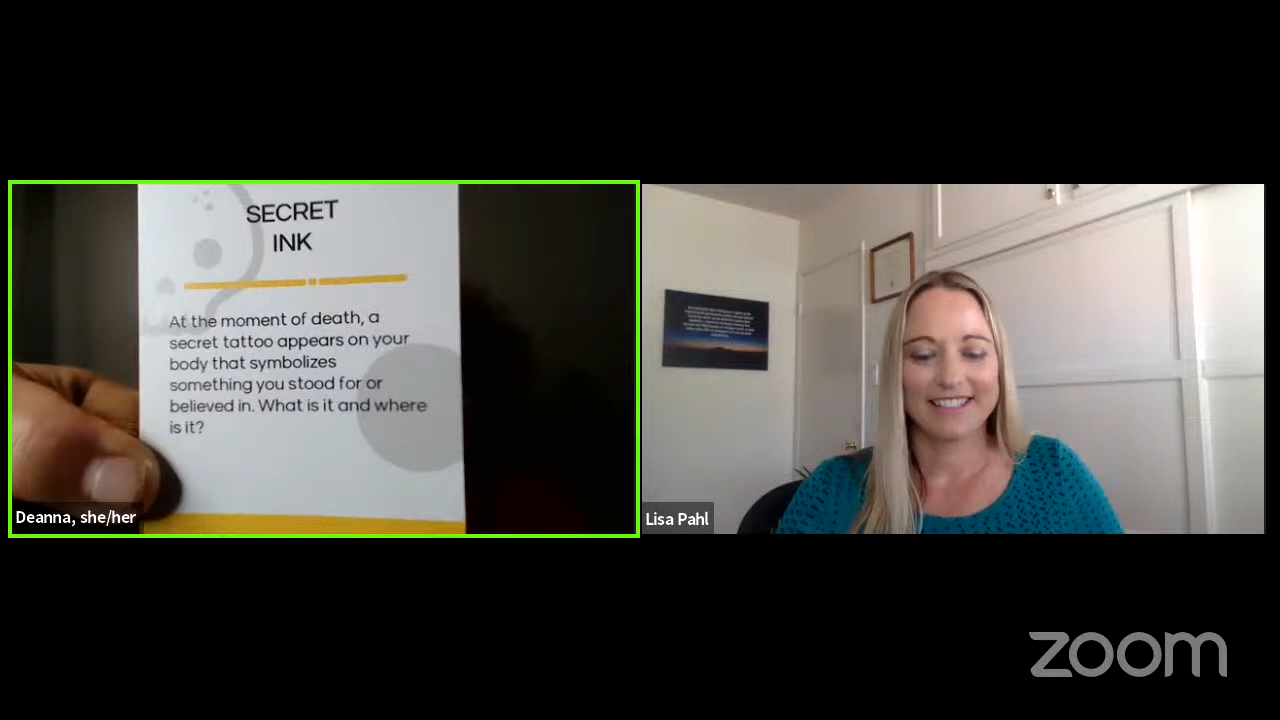 SECRET
INK
At the moment of death, a
secret tattoo appears on your
body that symbolizes
something you stood for or
believed in. What is it and where
is it?
Deanna, she/her
Lisa Pahl
zoom